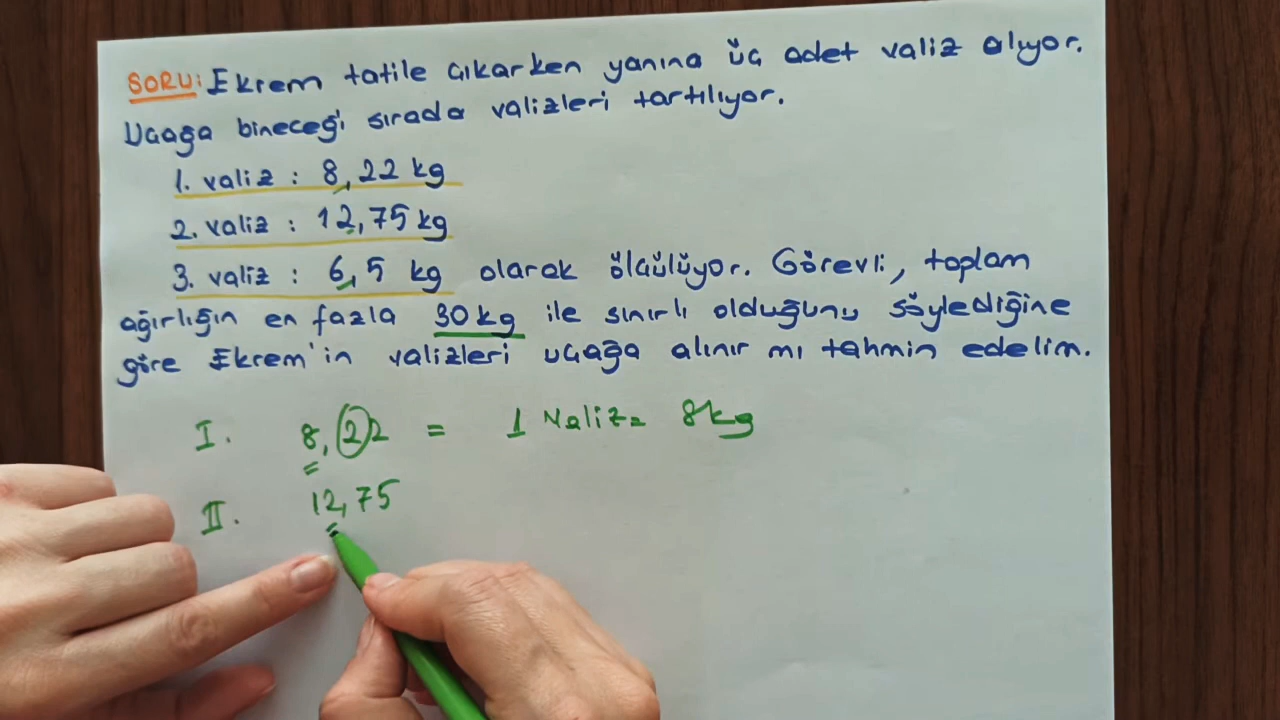 SORU: Ekrem tatile çıkarken yanına üç adet valiz alıyor.
Uçağa bineceği sırada valizleri tartılıyor.
1. valiz : 8,22 kg
2. valiz : 12,75 kg
3. valiz : 6,5 kg olarak ölçülüyor. Görevli, toplam
ağırlığın en fazla 30 kg ile sınırlı olduğunu söylediğine
göre Ekrem'in valizleri uçağa alınır mı tahmin edelim.
I. 8,22 = 1 Valiz = 8kg
II. 12,75